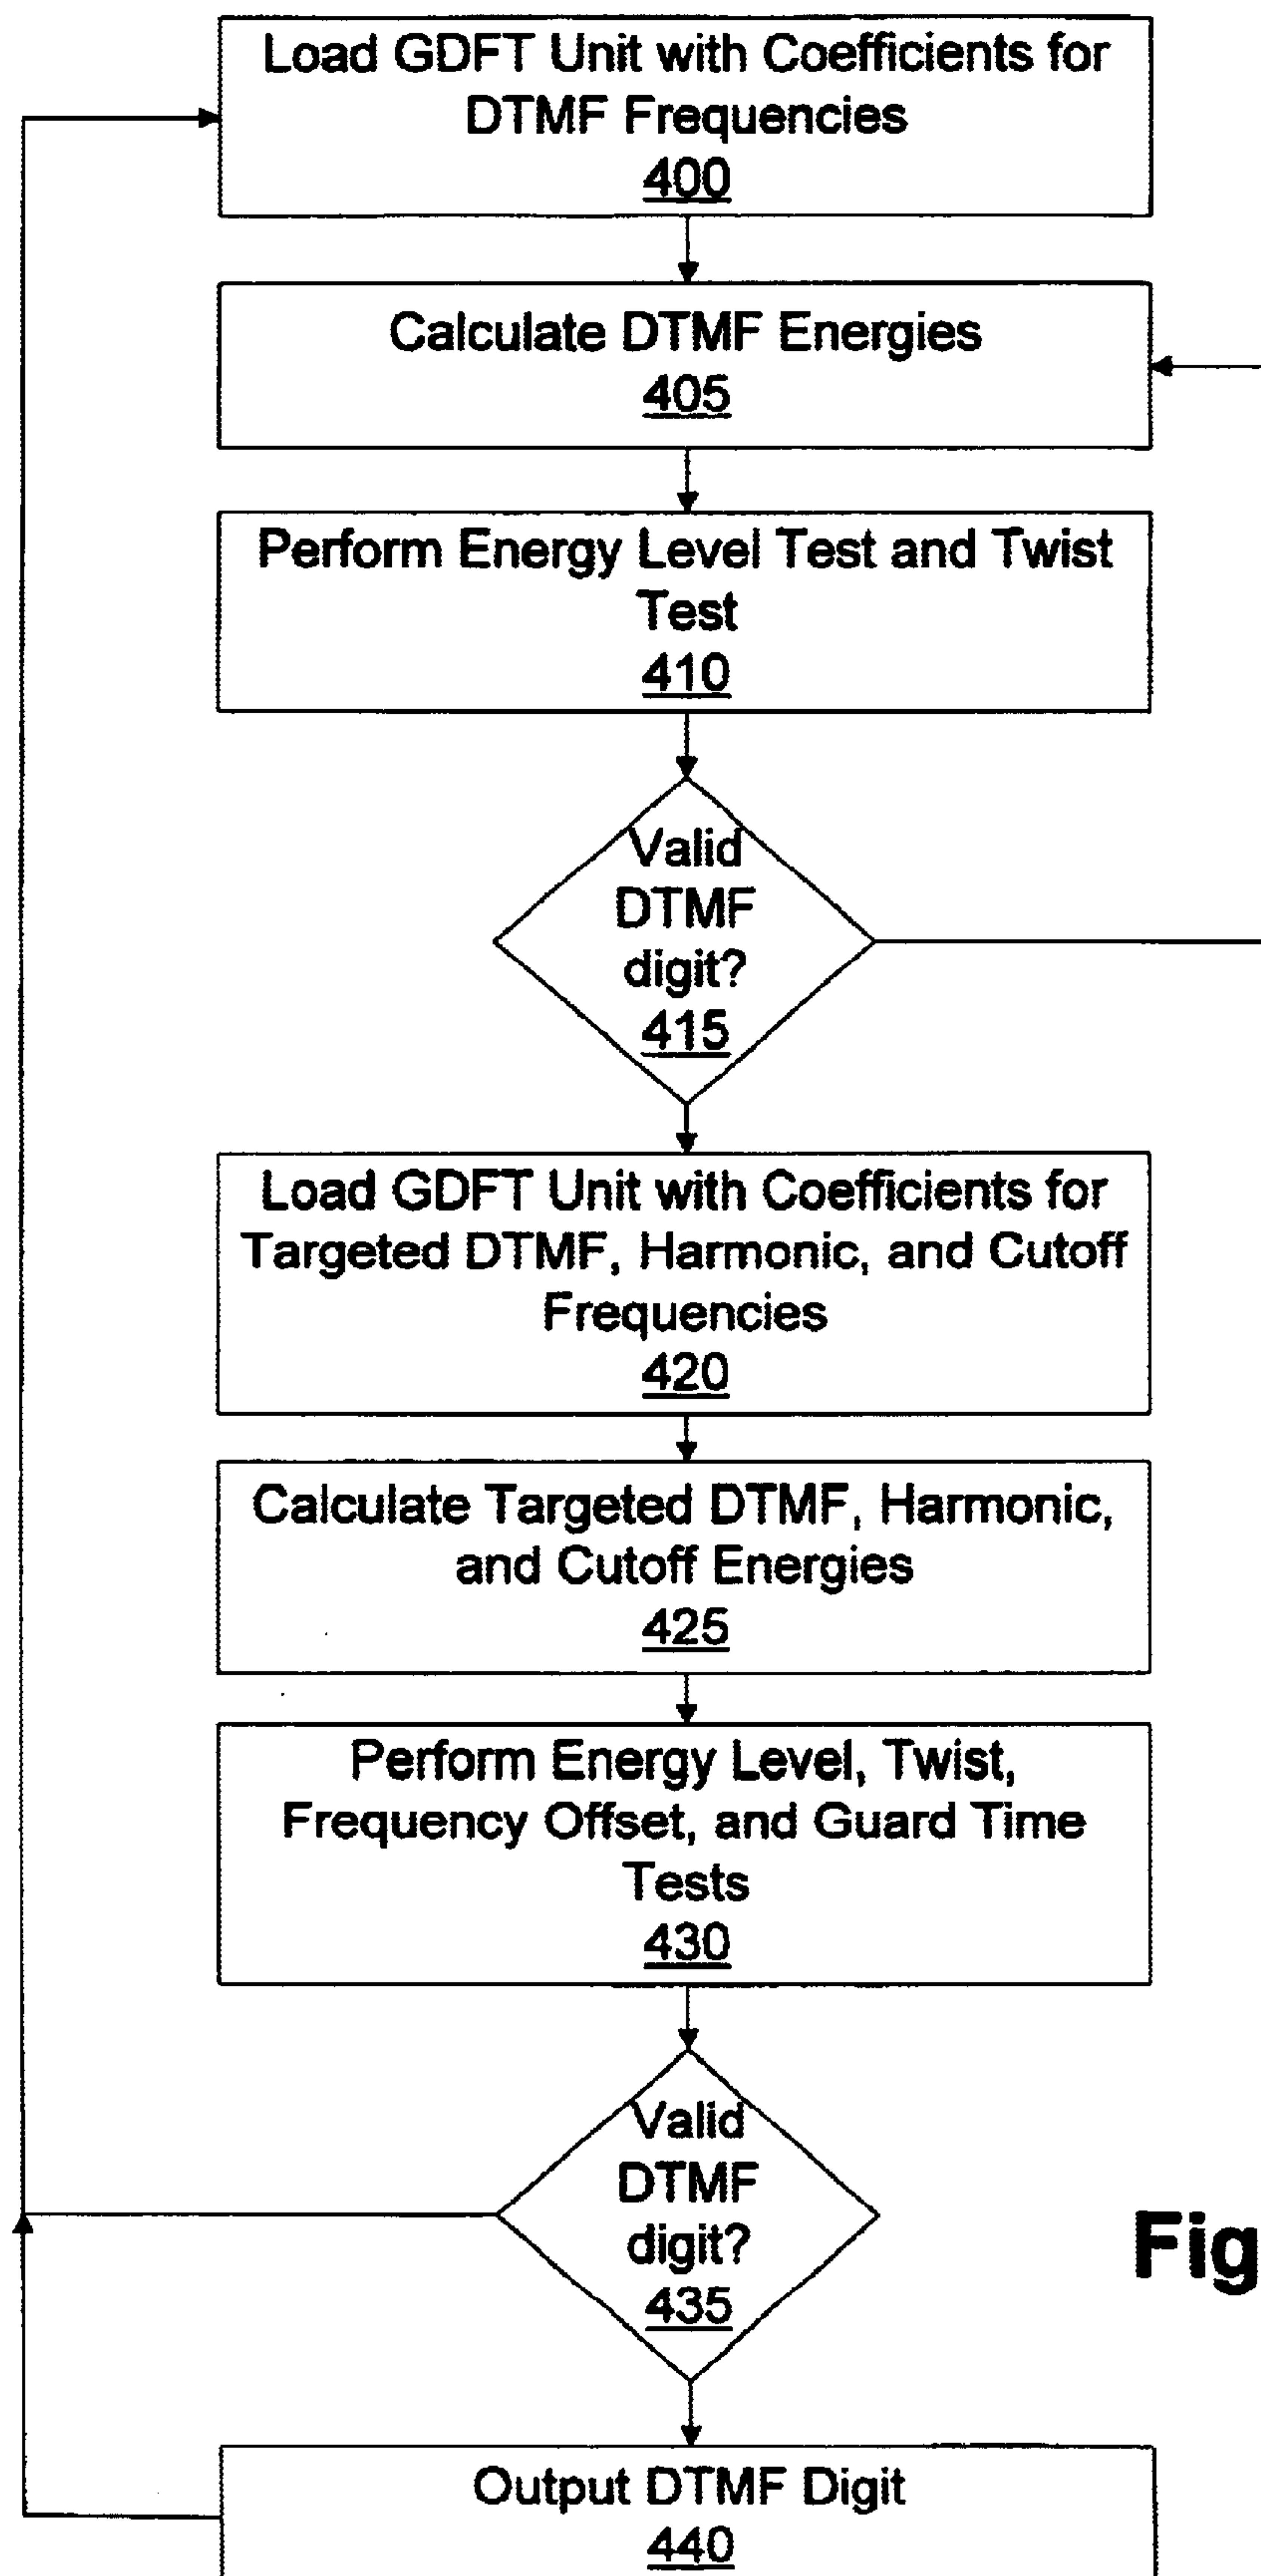 Load GDFT Unit with Coefficients for
DTMF Frequencies
400
Calculate DTMF Energies
405
Perform Energy Level Test and Twist
Test
410
Valid
DTMF
digit?
415
Load GDFT Unit with Coefficients for
Targeted DTMF, Harmonic, and Cutoff
Frequencies
420
Calculate Targeted DTMF, Harmonic,
and Cutoff Energies
425
Perform Energy Level, Twist,
Frequency Offset, and Guard Time
Tests
430
Valid
DTMF
digit?
435
Fig
Output DTMF Digit
440